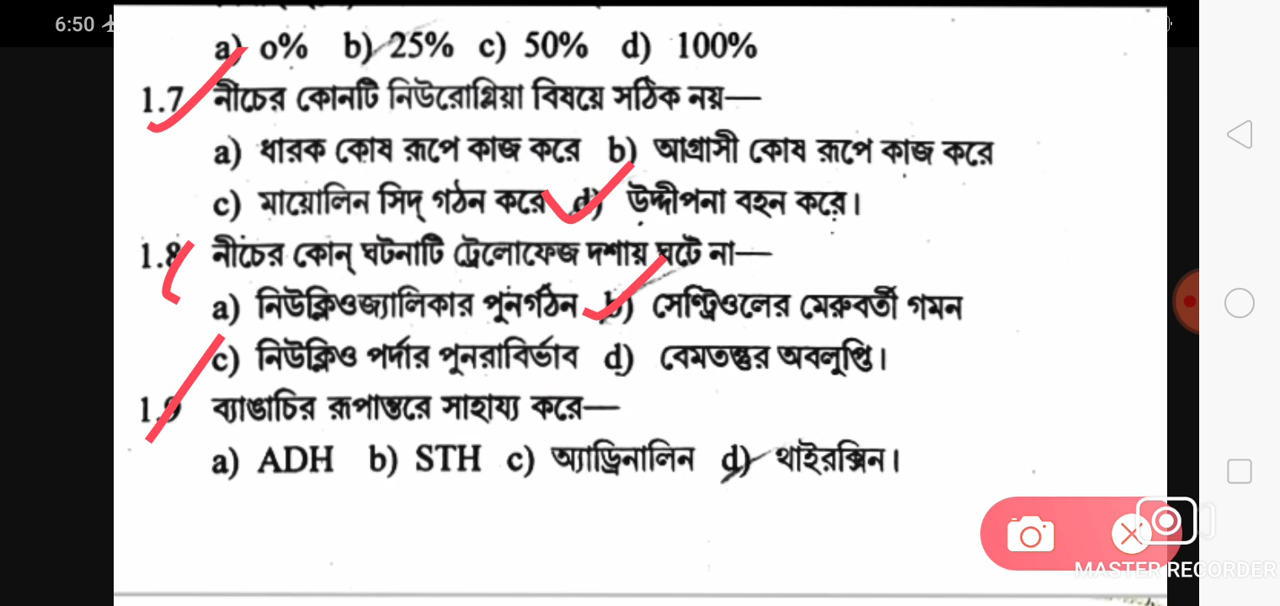 6:50
a) 0% b) 25% c) 50% d) 100%
1.7 নীচের কোনটি নিউরোগ্লিয়া বিষয়ে সঠিক নয়—
a) ধারক কোষ রূপে কাজ করে b) আগ্রাসী কোষ রূপে কাজ করে
c) মায়োলিন সিদ্ গঠন করে d) উদ্দীপনা বহন করে।
1.8 নীচের কোন্ ঘটনাটি ট্রেলোফেজ দশায় ঘটে না—
a) নিউক্লিওজ্যালিকার পুনর্গঠন b) সেন্ট্রিওলের মেরুবর্তী গমন
c) নিউক্লিও পর্দার পুনরাবির্ভাব d) বেমতন্তুর অবলুপ্তি।
1.9 ব্যাঙাচির রূপান্তরে সাহায্য করে—
a) ADH b) STH c) অ্যাড্রিনালিন d) থাইরক্সিন।
MASTER RECORDER